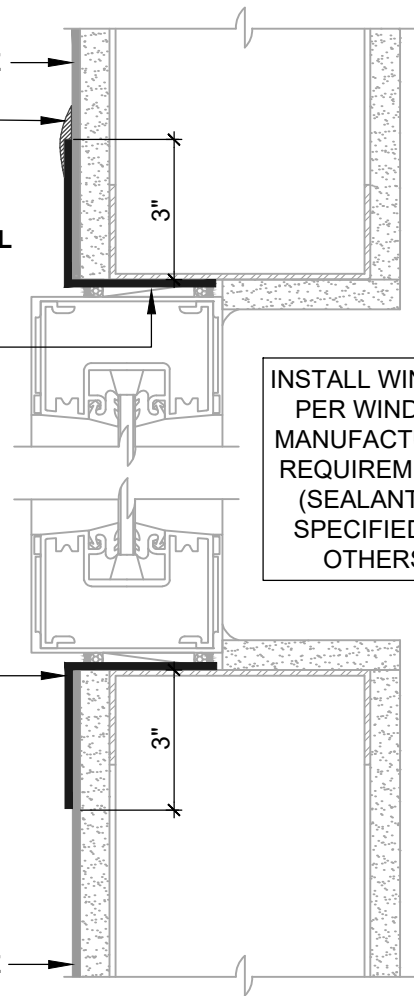 L
3"
INSTALL WIN
PER WIND
MANUFACT
REQUIREM
(SEALANT
SPECIFIED
OTHERS
3"